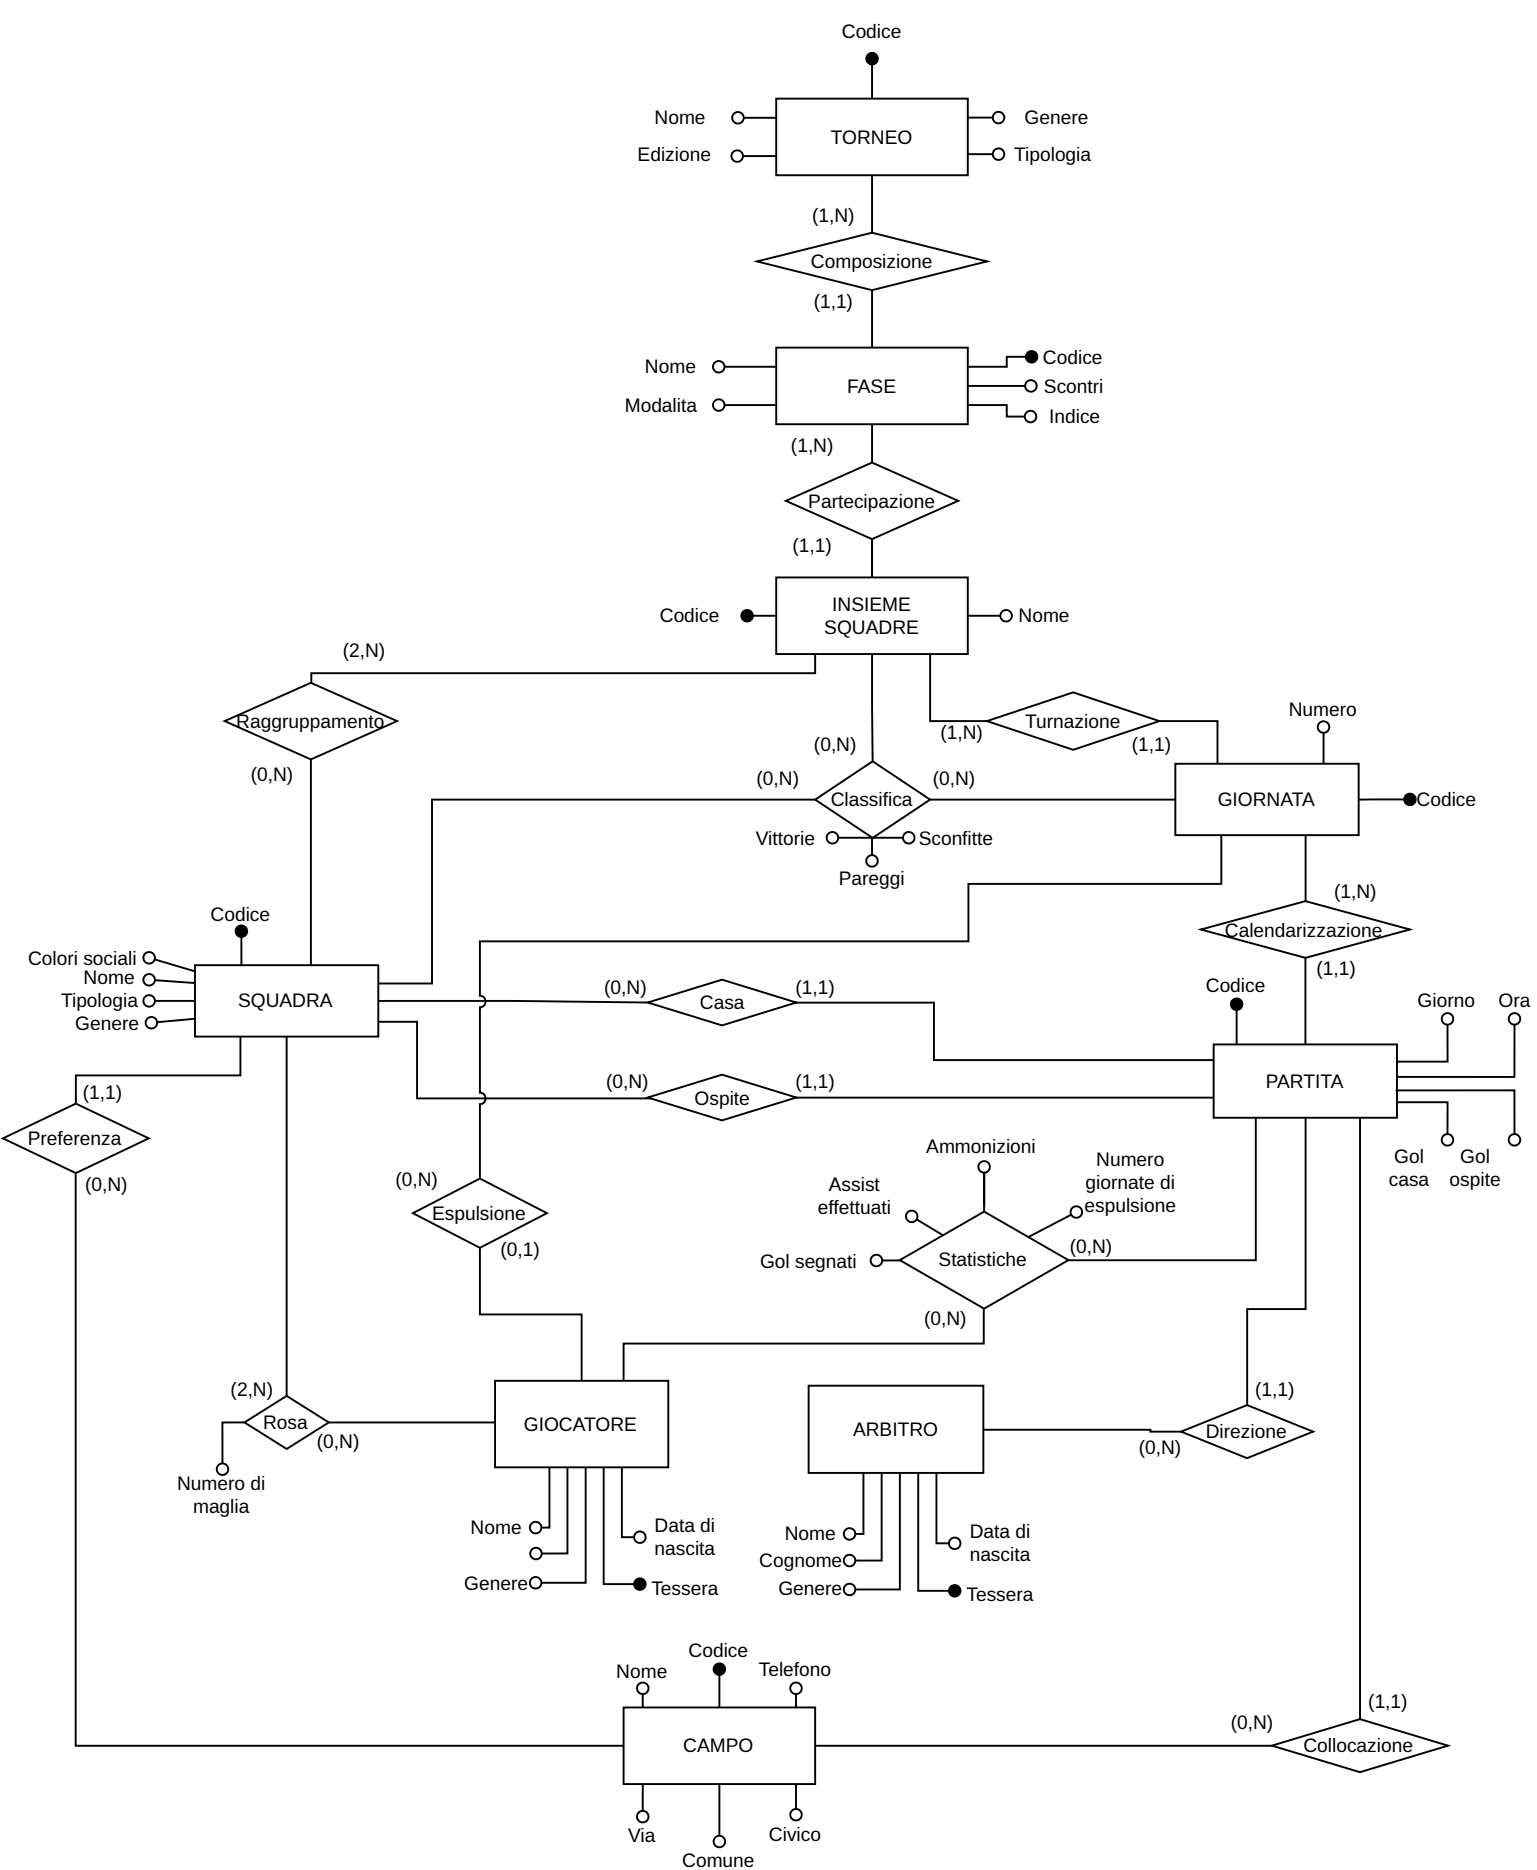 Codice
Nome
Genere
TORNEO
Edizione
Tipologia
(1,N)
Composizione
(1,1)
Nome
Codice
FASE
Scontri
Modalita
Indice
(1,N)
Partecipazione
(1,1)
INSIEME
SQUADRE
Codice
Nome
(2,N)
Raggruppamento
(0,N)
Turnazione
(1,N)
(1,1)
Numero
(0,N)
(0,N)
(0,N)
Classifica
GIORNATA
Codice
Vittorie
Sconfitte
Pareggi
(1,N)
Calendarizzazione
(1,1)
Codice
Colori sociali
Nome
Tipologia
Genere
SQUADRA
(0,N)
Casa
(1,1)
Codice
Giorno
Ora
(0,N)
Ospite
(1,1)
PARTITA
(1,1)
Preferenza
(0,N)
Gol
casa
Gol
ospite
Ammonizioni
Numero
giornate di
espulsione
Assist
effettuati
(0,N)
Espulsione
(0,1)
Gol segnati
Statistiche
(0,N)
(0,N)
(2,N)
Rosa
(0,N)
GIOCATORE
ARBITRO
(1,1)
Direzione
(0,N)
Numero di
maglia
Nome
Data di
nascita
Genere
Tessera
Nome
Cognome
Genere
Data di
nascita
Tessera
Codice
Nome
Telefono
CAMPO
(0,N)
(1,1)
Collocazione
Via
Civico
Comune